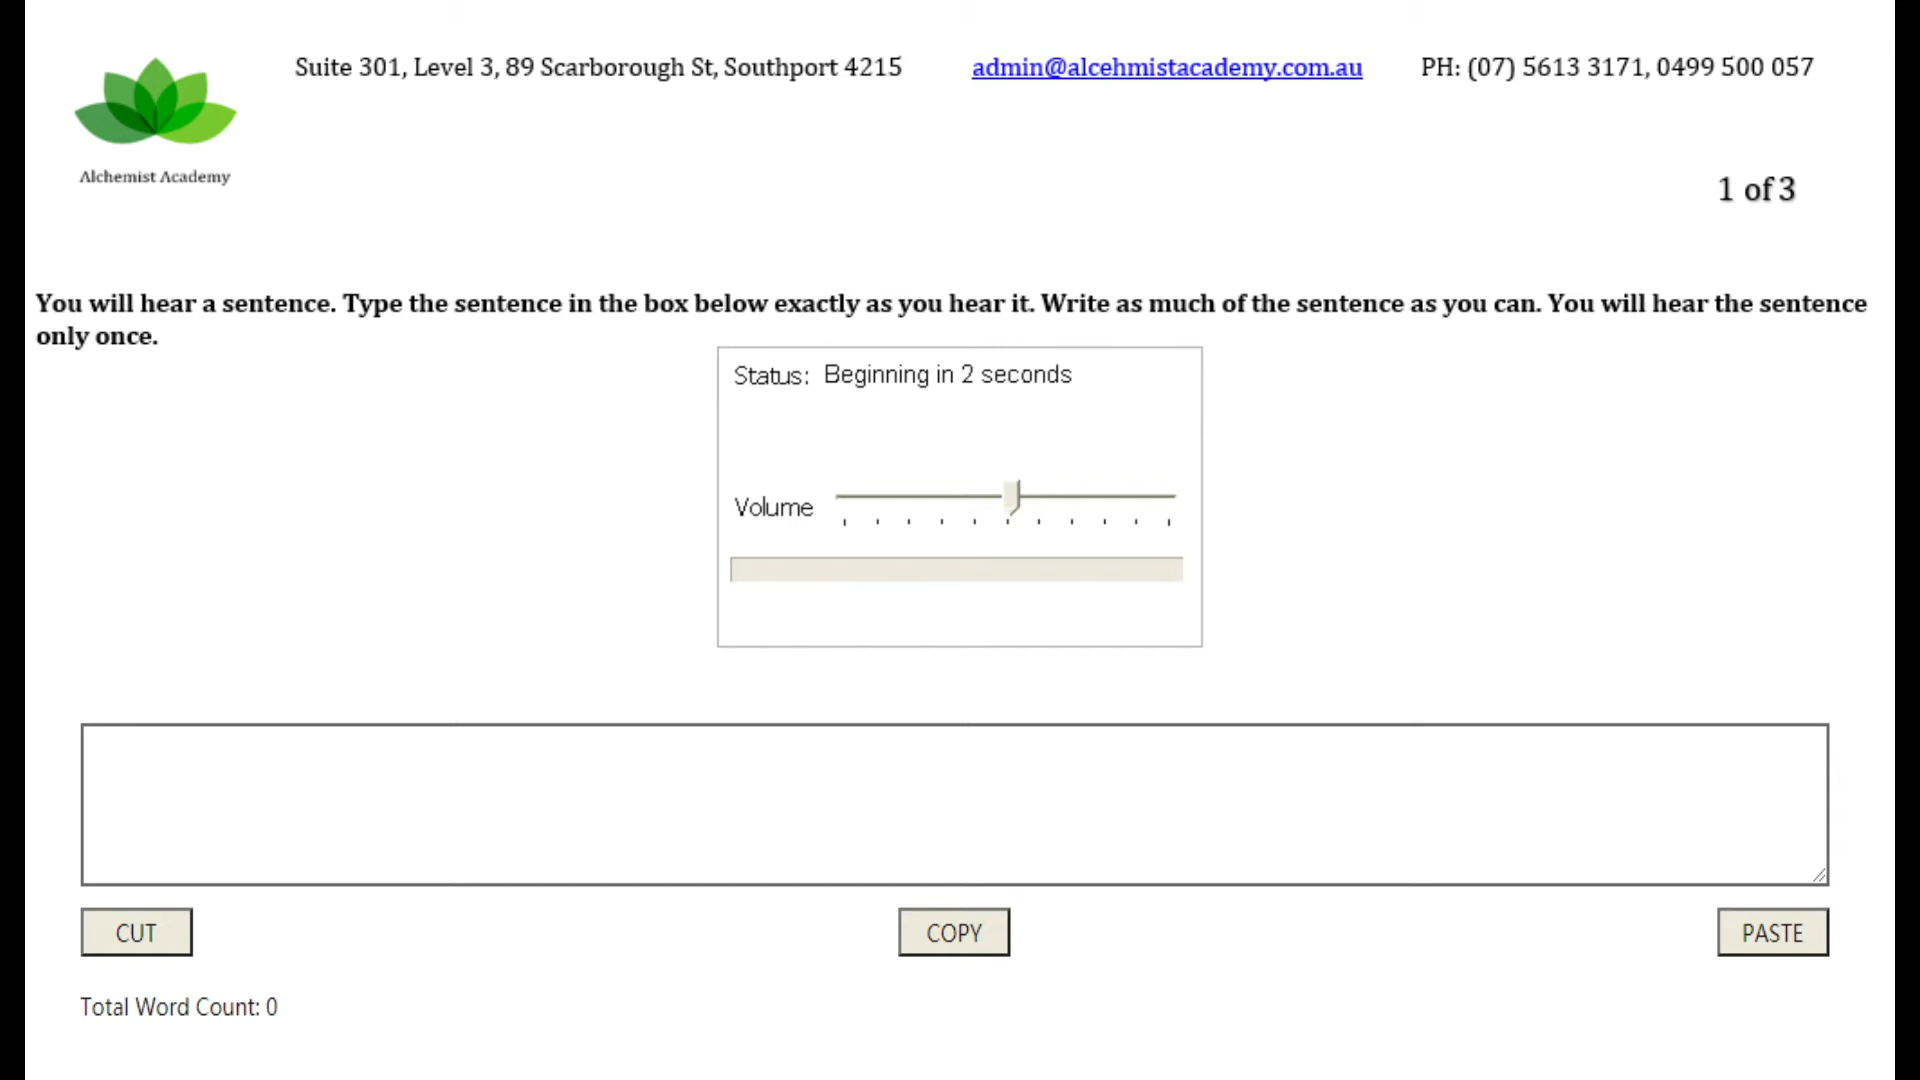 Suite 301, Level 3, 89 Scarborough St, Southport 4215 admin@alcehmistacademy.com.au PH: (07) 5613 3171, 0499 500 057
Alchemist Academy
1 of 3
You will hear a sentence. Type the sentence in the box below exactly as you hear it. Write as much of the sentence as you can. You will hear the sentence
only once.
Status: Beginning in 2 seconds
Volume
CUT COPY PASTE
Total Word Count: 0